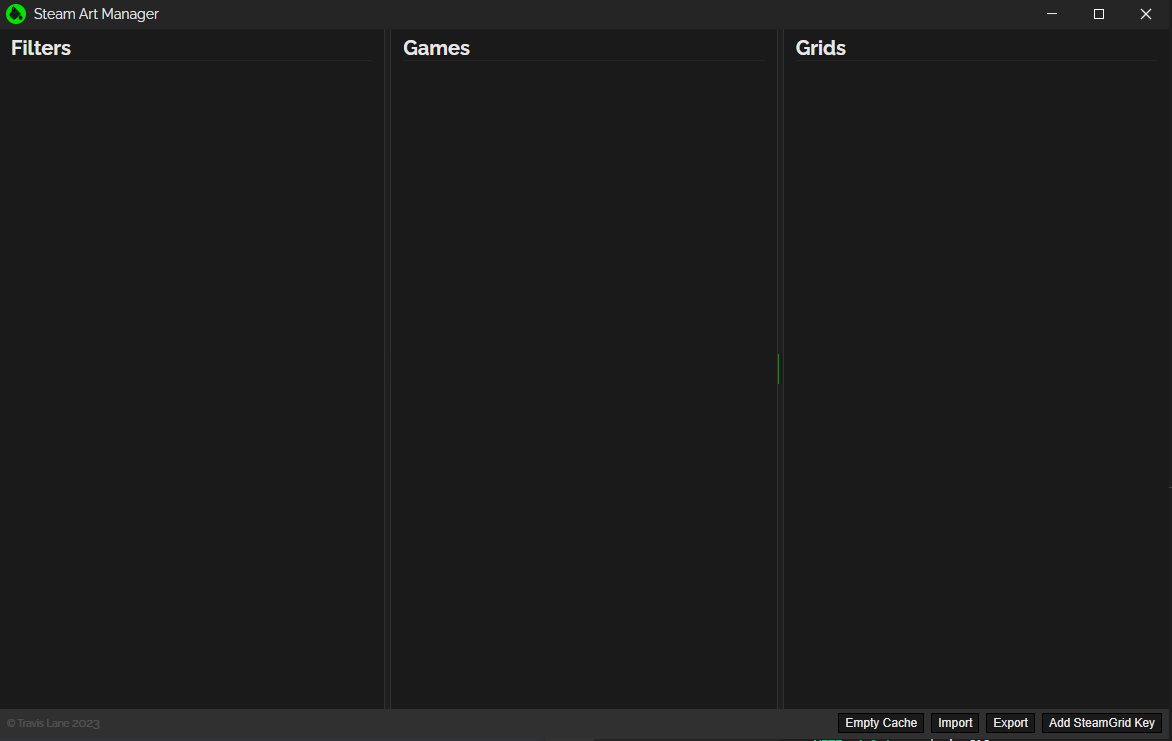 Steam Art Manager
Filters
Games
Grids
© Travis Lane 2023
Empty Cache
Import
Export
Add SteamGrid Key